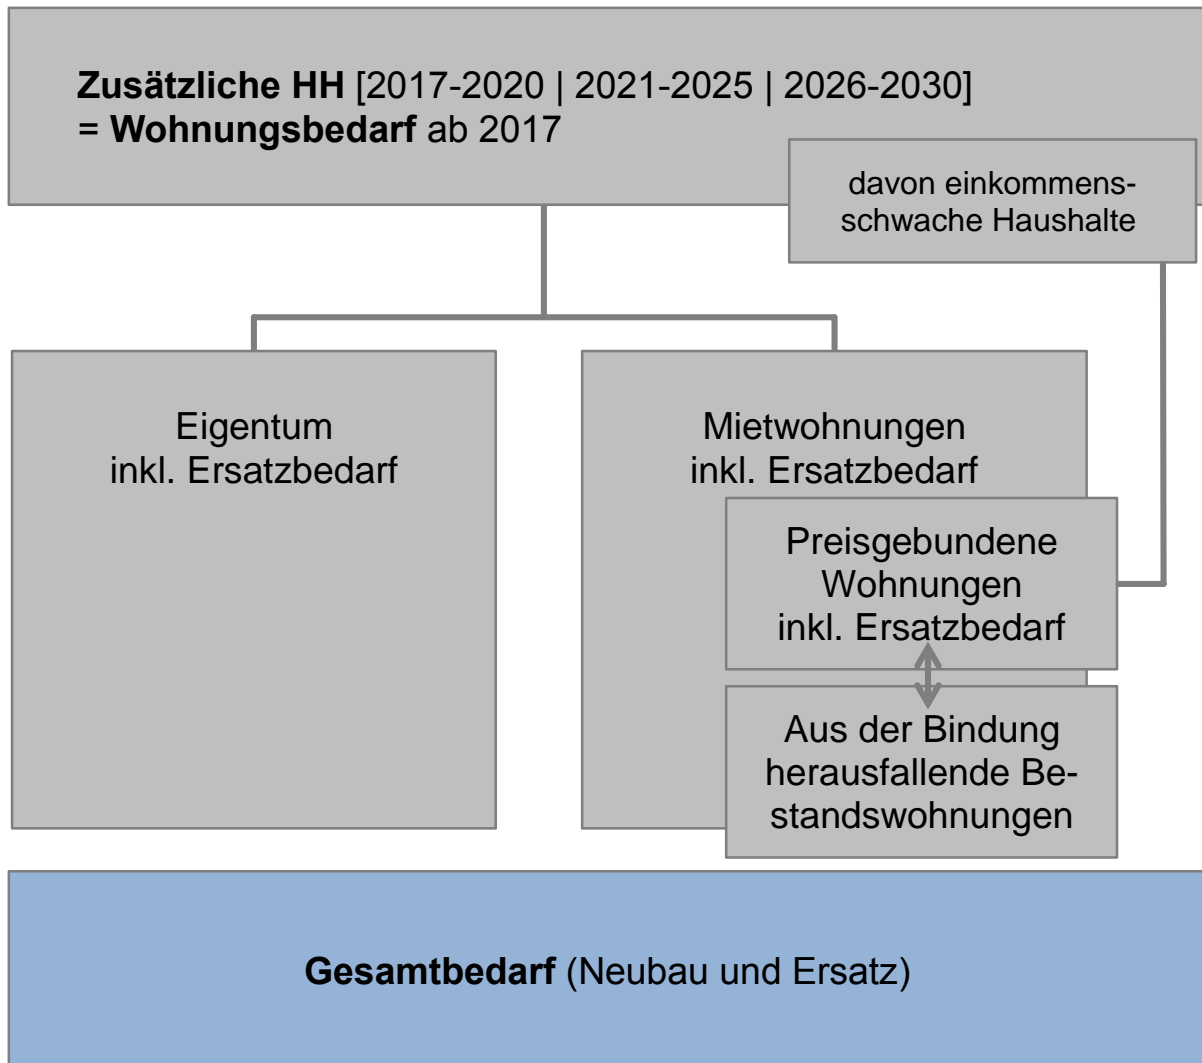 Zusätzliche HH [2017-2020 | 2021-2025 | 2026-2030]
= Wohnungsbedarf ab 2017
davon einkommens-
schwache Haushalte
Eigentum
inkl. Ersatzbedarf
Mietwohnungen
inkl. Ersatzbedarf
Preisgebundene
Wohnungen
inkl. Ersatzbedarf
Aus der Bindung
herausfallende Be-
standswohnungen
Gesamtbedarf (Neubau und Ersatz)